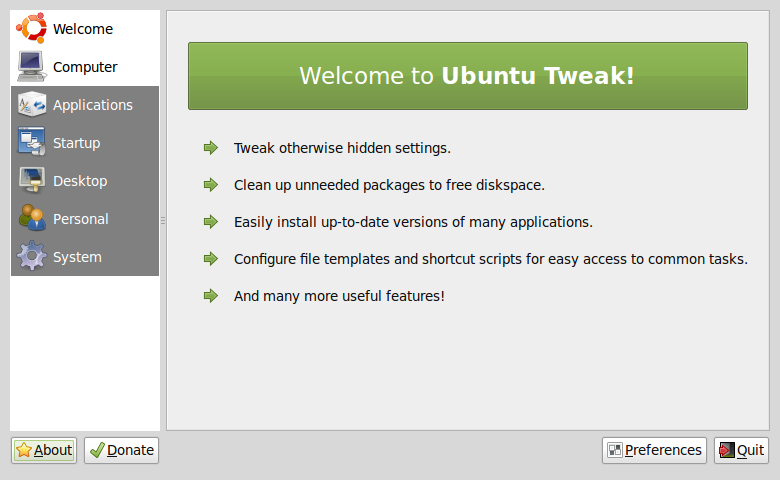 Welcome
Computer
Applications
Startup
Desktop
Personal
System
Welcome to Ubuntu Tweak!
Tweak otherwise hidden settings.
Clean up unneeded packages to free diskspace.
Easily install up-to-date versions of many applications.
Configure file templates and shortcut scripts for easy access to common tasks.
And many more useful features!
About Donate Preferences Quit